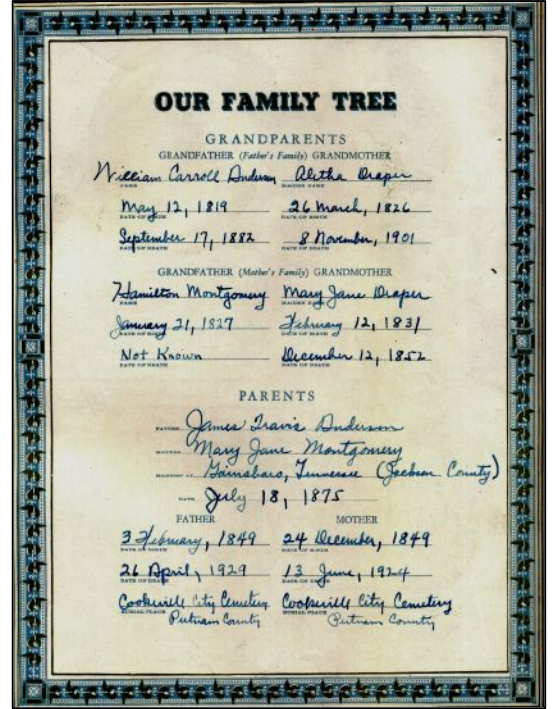 OUR FAMILY TREE
GRANDPARENTS
GRANDFATHER (Father's Family) GRANDMOTHER
William Carroll Anderson Alitha Draper
NAME MAIDEN NAME
May 12, 1819 26 March, 1826
DATE OF BIRTH DATE OF BIRTH
September 17, 1882 8 November, 1901
DATE OF DEATH DATE OF DEATH
GRANDFATHER (Mother's Family) GRANDMOTHER
Hamilton Montgomery Mary Jane Draper
NAME MAIDEN NAME
January 21, 1827 February 12, 1831
DATE OF BIRTH DATE OF BIRTH
Not Known December 12, 1852
DATE OF DEATH DATE OF DEATH
PARENTS
FATHER James Travis Anderson
MOTHER Mary Jane Montgomery
MARRIED AT Gainsboro, Tennessee (Jackson County)
DATE July 18, 1875
FATHER MOTHER
3 February, 1849 24 December, 1849
DATE OF BIRTH DATE OF BIRTH
26 April, 1929 13 June, 1924
DATE OF DEATH DATE OF DEATH
Cookeville City Cemetery Cookeville City Cemetery
BURIAL PLACE BURIAL PLACE
Putnam County Putnam County